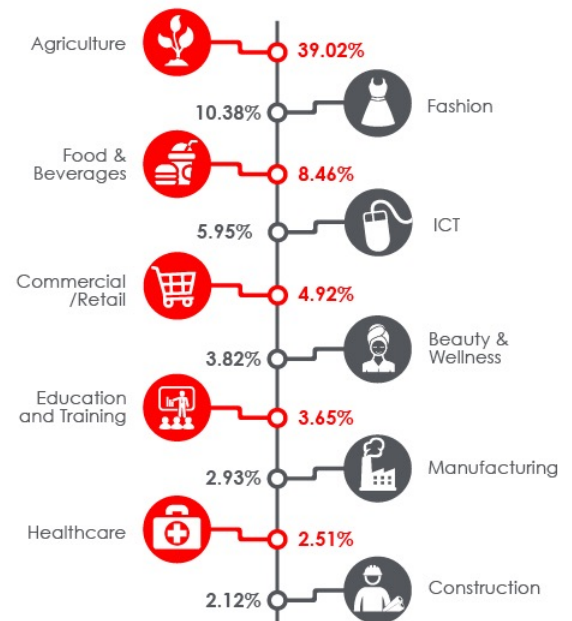 Agriculture
39.02%
10.38%
Fashion
Food &
Beverages
8.46%
5.95%
ICT
Commercial
/Retail
4.92%
3.82%
Beauty &
Wellness
Education
and Training
3.65%
2.93%
Manufacturing
Healthcare
2.51%
2.12%
Construction